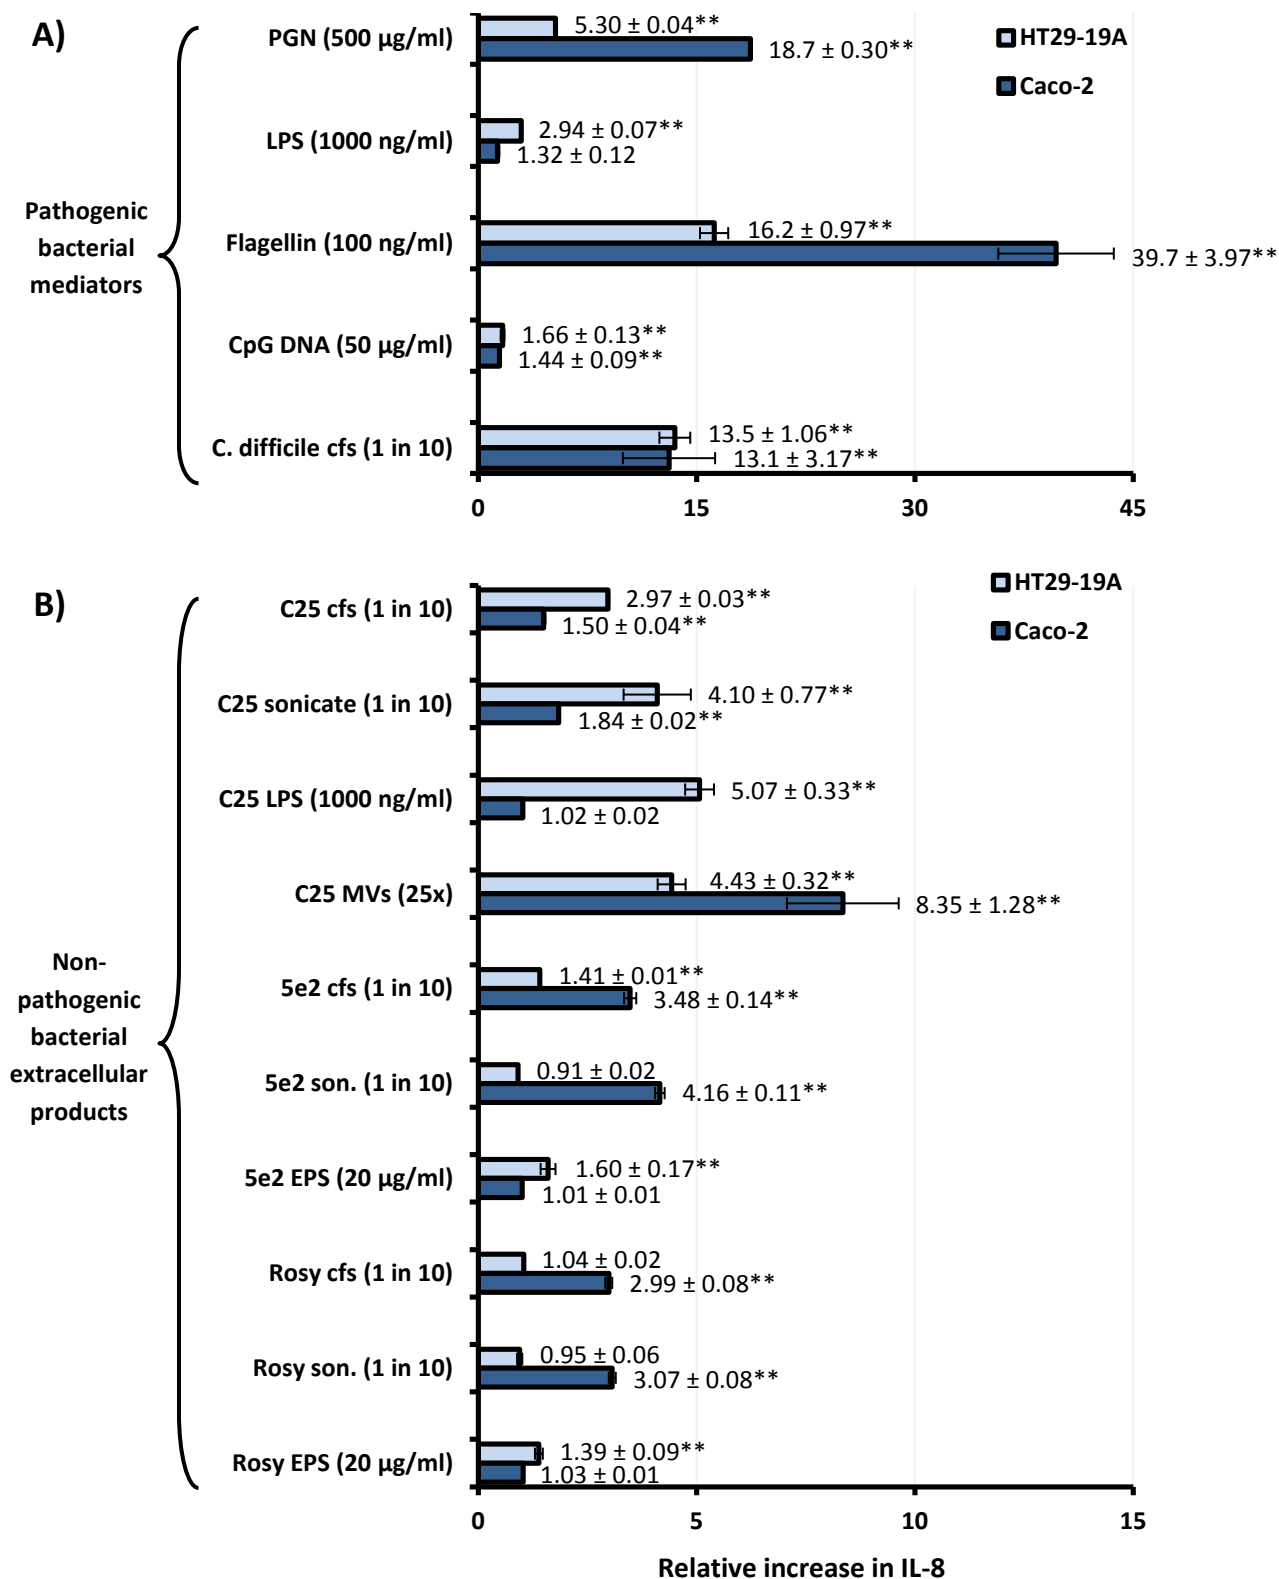 A)
PGN (500 µg/ml)
5.30 ± 0.04**
18.7 ± 0.30**
HT29-19A
Caco-2
LPS (1000 ng/ml)
2.94 ± 0.07**
1.32 ± 0.12
Pathogenic
bacterial
mediators
Flagellin (100 ng/ml)
16.2 ± 0.97**
39.7 ± 3.97**
CpG DNA (50 µg/ml)
1.66 ± 0.13**
1.44 ± 0.09**
C. difficile cfs (1 in 10)
13.5 ± 1.06**
13.1 ± 3.17**
0 15 30 45
B)
HT29-19A
Caco-2
C25 cfs (1 in 10)
2.97 ± 0.03**
1.50 ± 0.04**
C25 sonicate (1 in 10)
4.10 ± 0.77**
1.84 ± 0.02**
C25 LPS (1000 ng/ml)
5.07 ± 0.33**
1.02 ± 0.02
C25 MVs (25x)
4.43 ± 0.32**
8.35 ± 1.28**
Non-
pathogenic
bacterial
extracellular
products
5e2 cfs (1 in 10)
1.41 ± 0.01**
3.48 ± 0.14**
5e2 son. (1 in 10)
0.91 ± 0.02
4.16 ± 0.11**
5e2 EPS (20 µg/ml)
1.60 ± 0.17**
1.01 ± 0.01
Rosy cfs (1 in 10)
1.04 ± 0.02
2.99 ± 0.08**
Rosy son. (1 in 10)
0.95 ± 0.06
3.07 ± 0.08**
Rosy EPS (20 µg/ml)
1.39 ± 0.09**
1.03 ± 0.01
0 5 10 15
Relative increase in IL-8